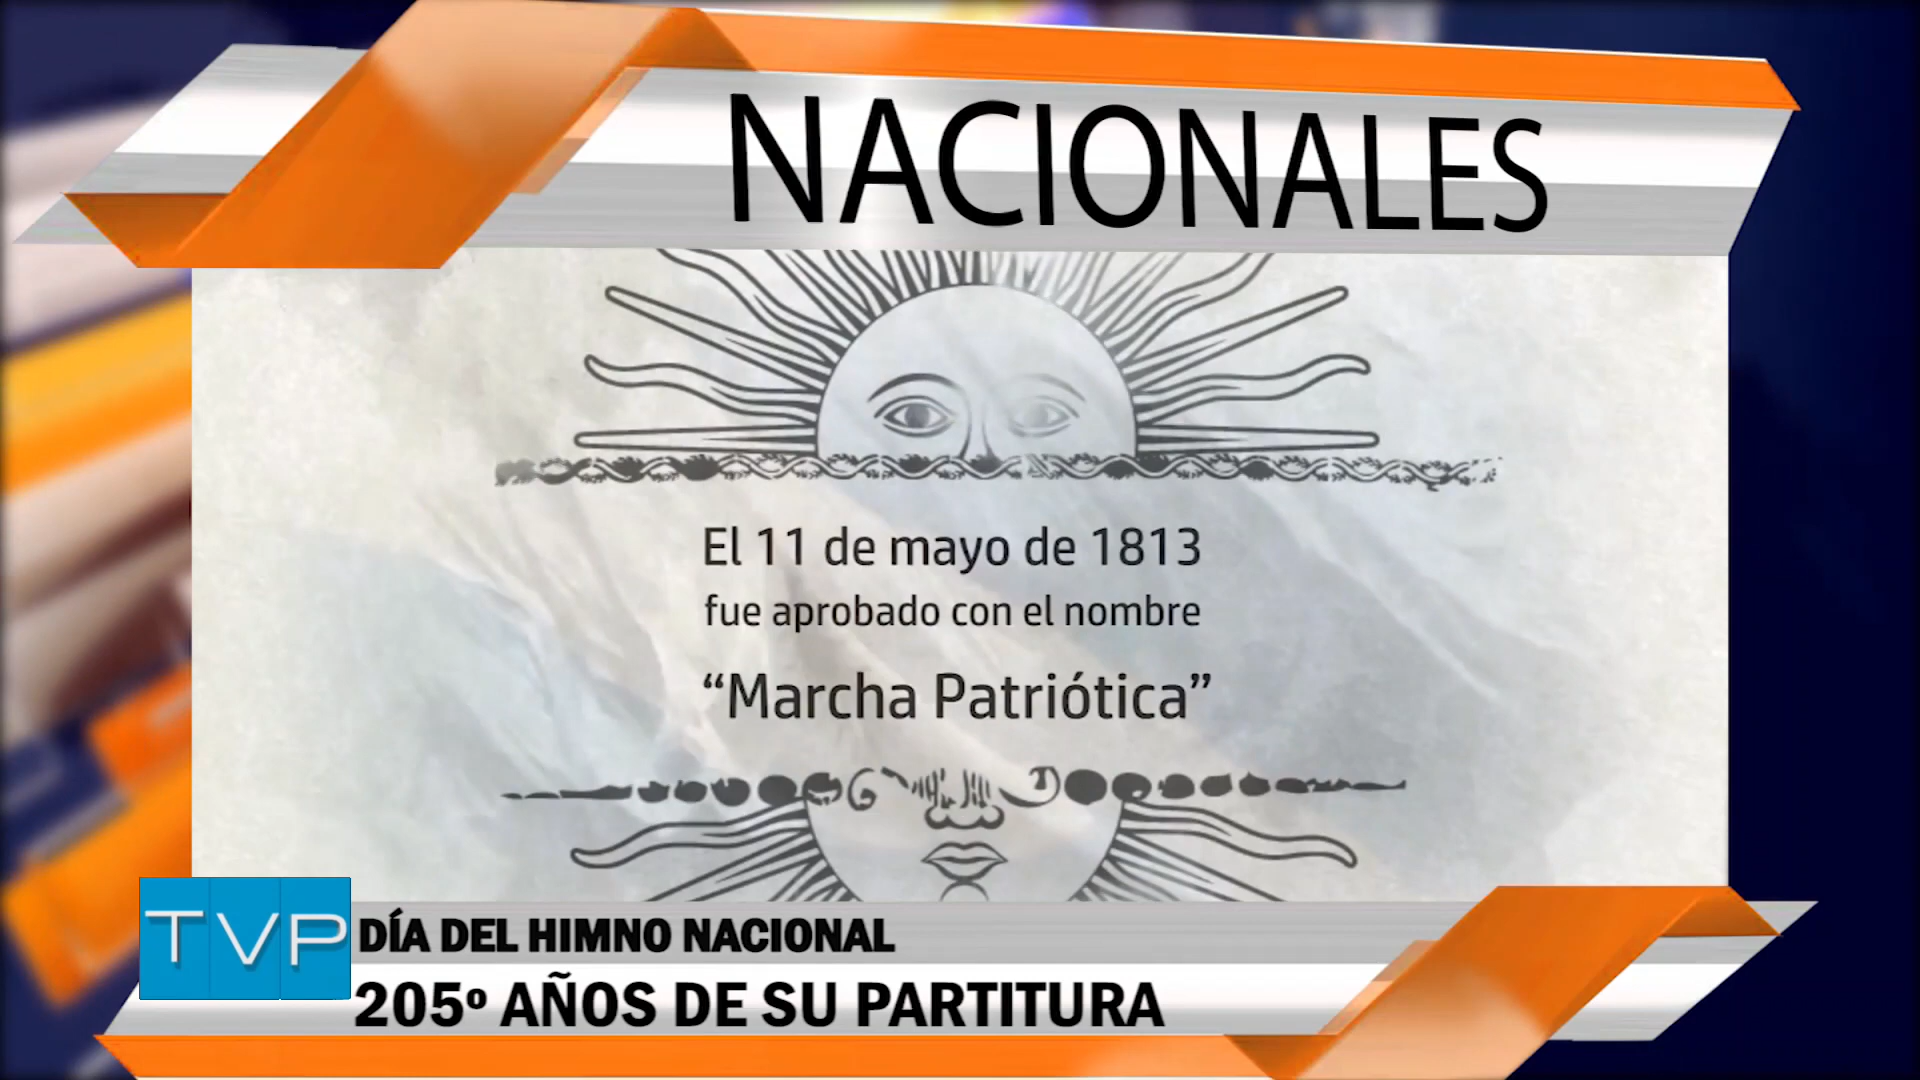 NACIONALES
El 11 de mayo de 1813
fue aprobado con el nombre
“Marcha Patriótica”
TVP
DÍA DEL HIMNO NACIONAL
205º AÑOS DE SU PARTITURA